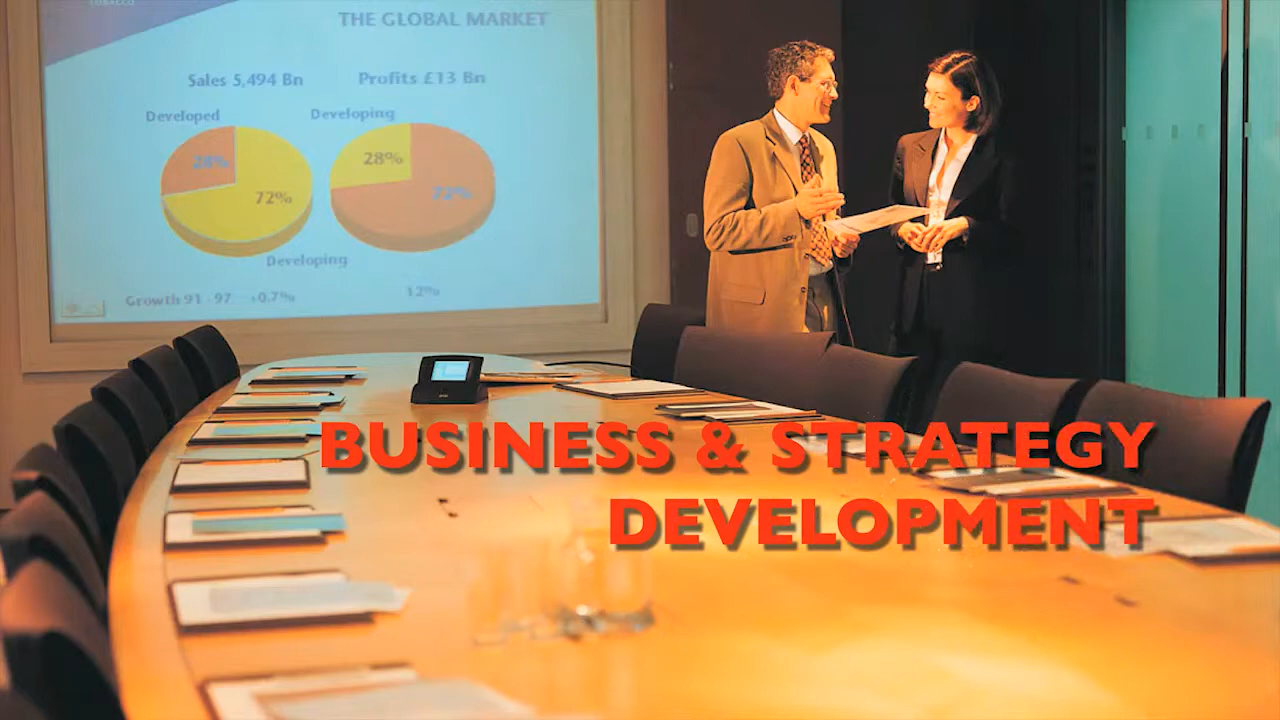 TOBACCO
THE GLOBAL MARKET
Sales 5,494 Bn
Profits £13 Bn
Developed
Developing
28%
72%
28%
72%
Developing
Growth 91 - 97 +0.7%
12%
BUSINESS & STRATEGY
DEVELOPMENT